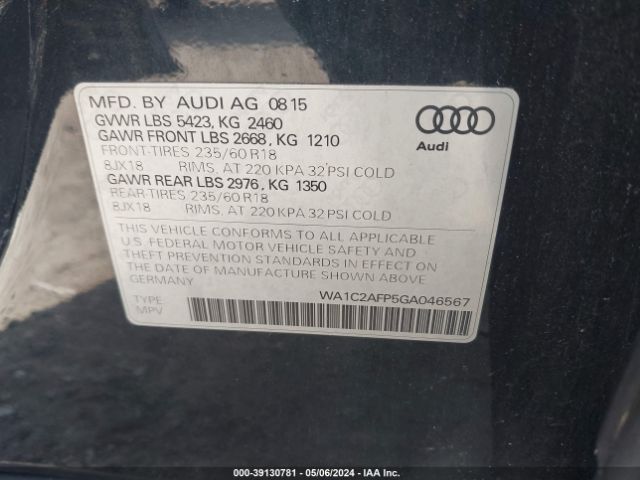 MFD. BY AUDI AG 08 15
GVWR LBS 5423, KG 2460
GAWR FRONT LBS 2668, KG 1210
FRONT-TIRES 235/60 R18
8JX18 RIMS, AT 220 KPA 32 PSI COLD
GAWR REAR LBS 2976, KG 1350
REAR-TIRES 235/60 R18
8JX18 RIMS, AT 220 KPA 32 PSI COLD
Audi
THIS VEHICLE CONFORMS TO ALL APPLICABLE
U.S. FEDERAL MOTOR VEHICLE SAFETY AND
THEFT PREVENTION STANDARDS IN EFFECT ON
THE DATE OF MANUFACTURE SHOWN ABOVE
GERMANY
WA1C2AFP5GA046567
TYPE:
MPV
000-39130781 - 05/06/2024 - IAA Inc.